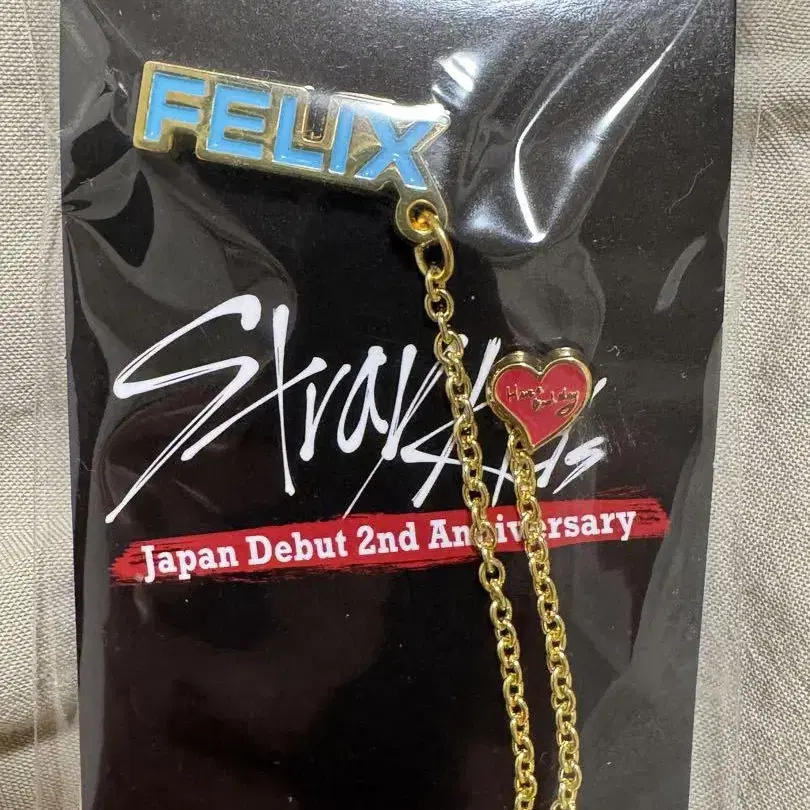 FELIX
Stray Kids
Japan Debut 2nd Anniversary